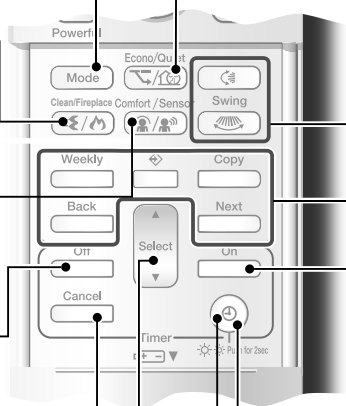 Powerful
Econo/Quiet
Mode
Clean/Fireplace Comfort/Sensor
Swing
Weekly Copy
Back Next
Select
Off On
Cancel
Timer
Push for 2sec